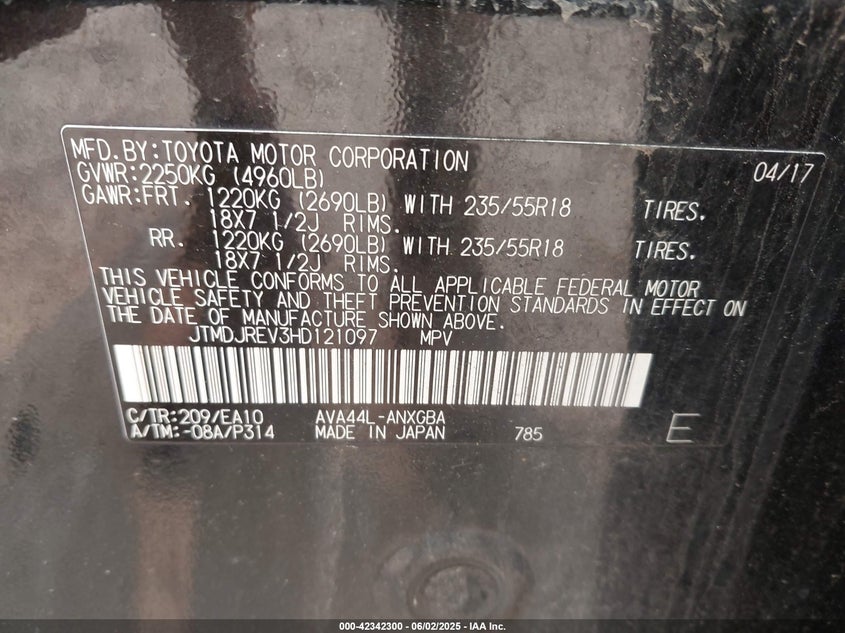 MFD.BY:TOYOTA MOTOR CORPORATION 04/17
GVWR:2250KG (4960LB)
GAWR:FRT. 1220KG (2690LB) WITH 235/55R18 TIRES.
18X7 1/2J RIMS.
RR. 1220KG (2690LB) WITH 235/55R18 TIRES.
18X7 1/2J RIMS.
THIS VEHICLE CONFORMS TO ALL APPLICABLE FEDERAL MOTOR
VEHICLE SAFETY AND THEFT PREVENTION STANDARDS IN EFFECT ON
THE DATE OF MANUFACTURE SHOWN ABOVE.
JTMDJREV3HD121097 MPV
C/TR:209/EA10 AVA44L-ANXGBA
A/TM:-08A/P314 MADE IN JAPAN 785 E
000-42342300 - 06/02/2025 - IAA Inc.